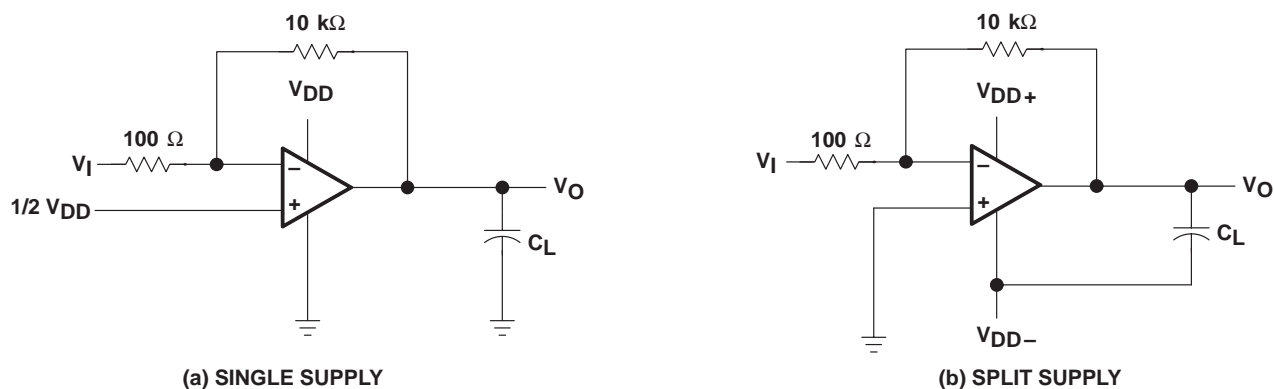 10 kΩ
VDD
100 Ω
VI
−
+
1/2 VDD
VO
CL
(a) SINGLE SUPPLY
10 kΩ
VDD+
100 Ω
VI
−
+
VO
CL
VDD−
(b) SPLIT SUPPLY